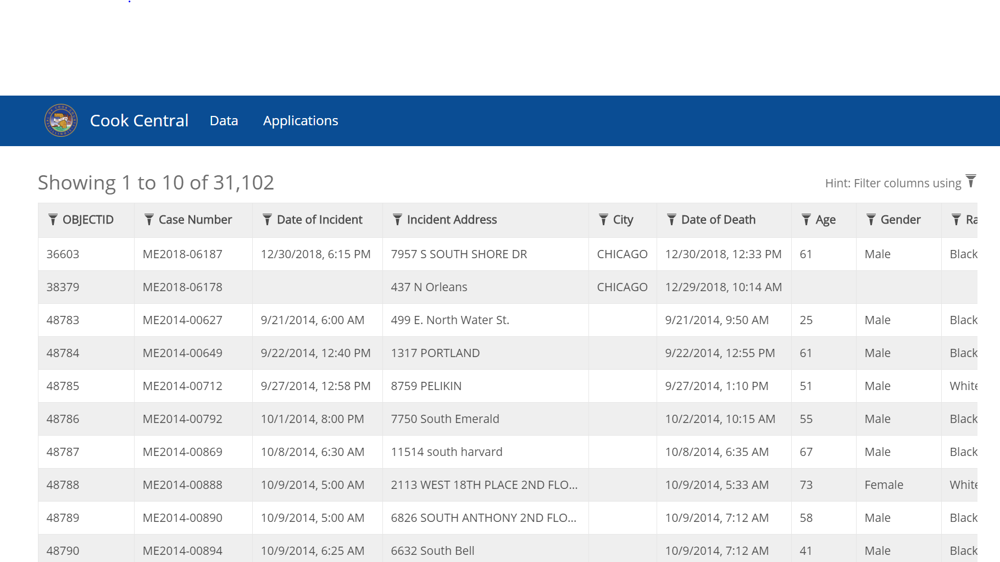 Cook Central Data Applications
Showing 1 to 10 of 31,102 Hint: Filter columns using
OBJECTID Case Number Date of Incident Incident Address City Date of Death Age Gender Ra
36603 ME2018-06187 12/30/2018, 6:15 PM 7957 S SOUTH SHORE DR CHICAGO 12/30/2018, 12:33 PM 61 Male Black
38379 ME2018-06178 437 N Orleans CHICAGO 12/29/2018, 10:14 AM
48783 ME2014-00627 9/21/2014, 6:00 AM 499 E. North Water St. 9/21/2014, 9:50 AM 25 Male Black
48784 ME2014-00649 9/22/2014, 12:40 PM 1317 PORTLAND 9/22/2014, 12:55 PM 61 Male Black
48785 ME2014-00712 9/27/2014, 12:58 PM 8759 PELIKIN 9/27/2014, 1:10 PM 51 Male White
48786 ME2014-00792 10/1/2014, 8:00 PM 7750 South Emerald 10/2/2014, 10:15 AM 55 Male Black
48787 ME2014-00869 10/8/2014, 6:30 AM 11514 south harvard 10/8/2014, 6:35 AM 67 Male Black
48788 ME2014-00888 10/9/2014, 5:00 AM 2113 WEST 18TH PLACE 2ND FLO... 10/9/2014, 5:33 AM 73 Female White
48789 ME2014-00890 10/9/2014, 5:00 AM 6826 SOUTH ANTHONY 2ND FLO... 10/9/2014, 7:12 AM 58 Male Black
48790 ME2014-00894 10/9/2014, 6:25 AM 6632 South Bell 10/9/2014, 7:12 AM 41 Male Black